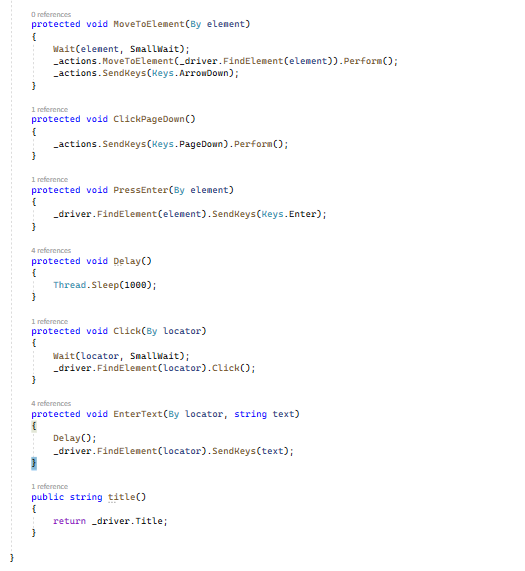 0 references
protected void MoveToElement(By element)
{
Wait(element, SmallWait);
_actions.MoveToElement(_driver.FindElement(element)).Perform();
_actions.SendKeys(Keys.ArrowDown);
}
1 reference
protected void ClickPageDown()
{
_actions.SendKeys(Keys.PageDown).Perform();
}
1 reference
protected void PressEnter(By element)
{
_driver.FindElement(element).SendKeys(Keys.Enter);
}
4 references
protected void Delay()
{
Thread.Sleep(1000);
}
1 reference
protected void Click(By locator)
{
Wait(locator, SmallWait);
_driver.FindElement(locator).Click();
}
4 references
protected void EnterText(By locator, string text)
{
Delay();
_driver.FindElement(locator).SendKeys(text);
}
1 reference
public string title()
{
return _driver.Title;
}
}